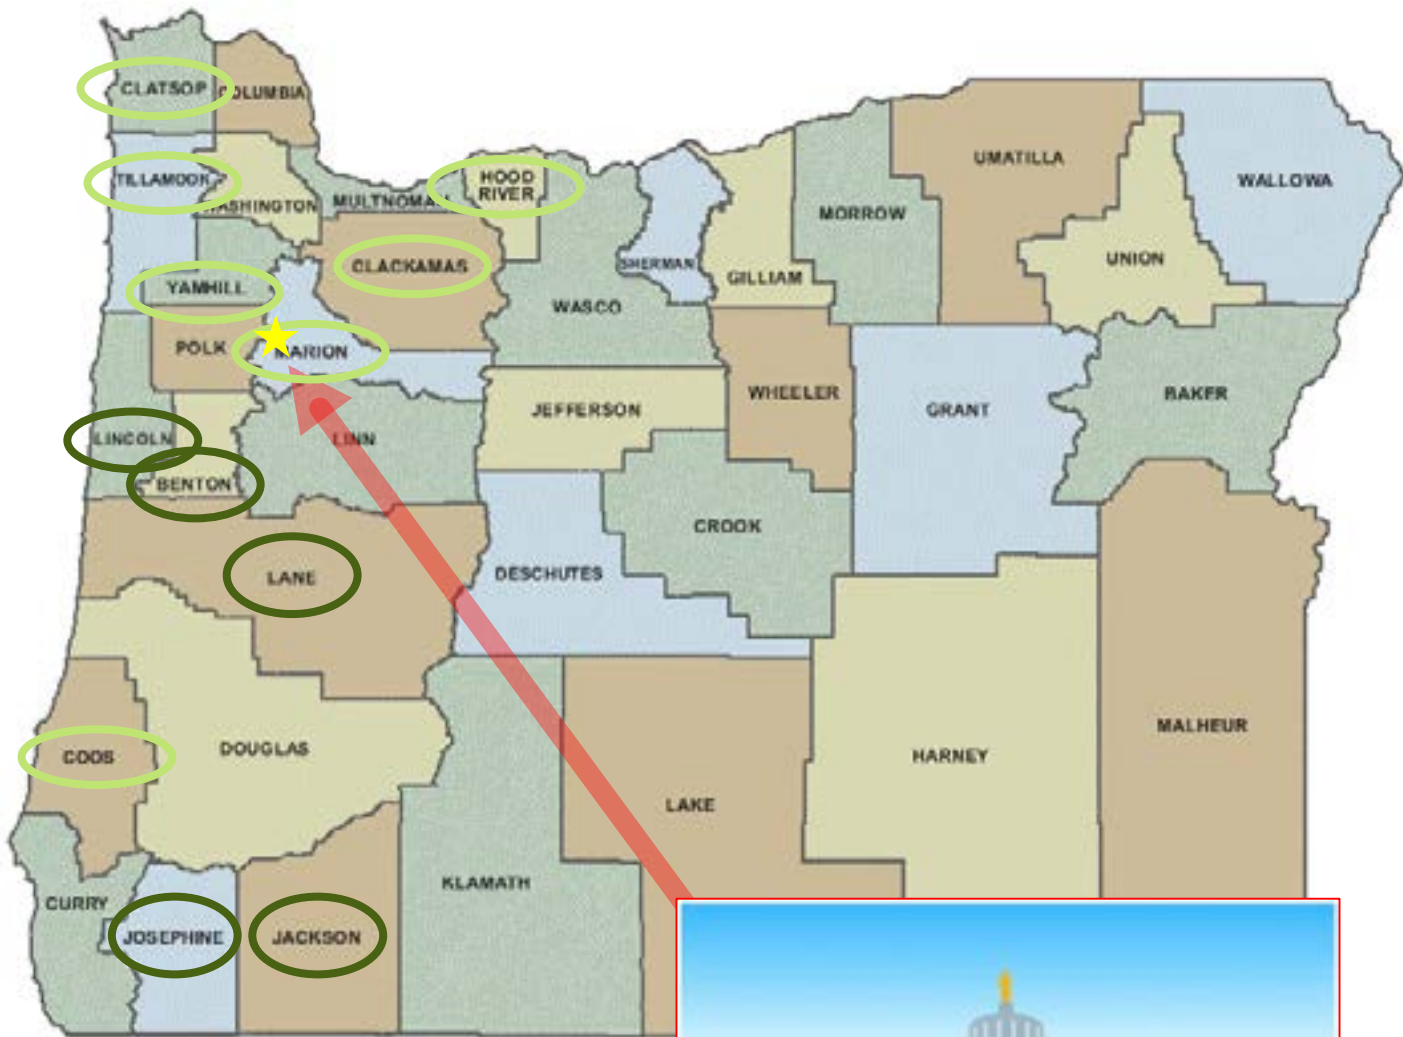 CLATSOP
COLUMBIA
TILLAMOOK
WASHINGTON
MULTNOMAH
HOOD
RIVER
CLACKAMAS
YAMHILL
POLK
MARION
WASCO
SHERMAN
GILLIAM
MORROW
UMATILLA
UNION
WALLOWA
LINCOLN
BENTON
LINN
JEFFERSON
WHEELER
GRANT
BAKER
LANE
DESCHUTES
CROOK
COOS
DOUGLAS
LAKE
HARNEY
MALHEUR
CURRY
JOSEPHINE
JACKSON
KLAMATH